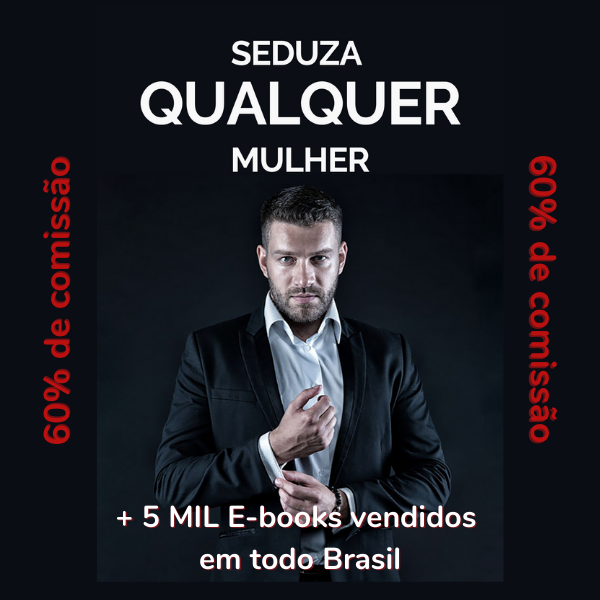 SEDUZA
QUALQUER
MULHER
60% de comissão
60% de comissão
+ 5 MIL E-books vendidos
em todo Brasil